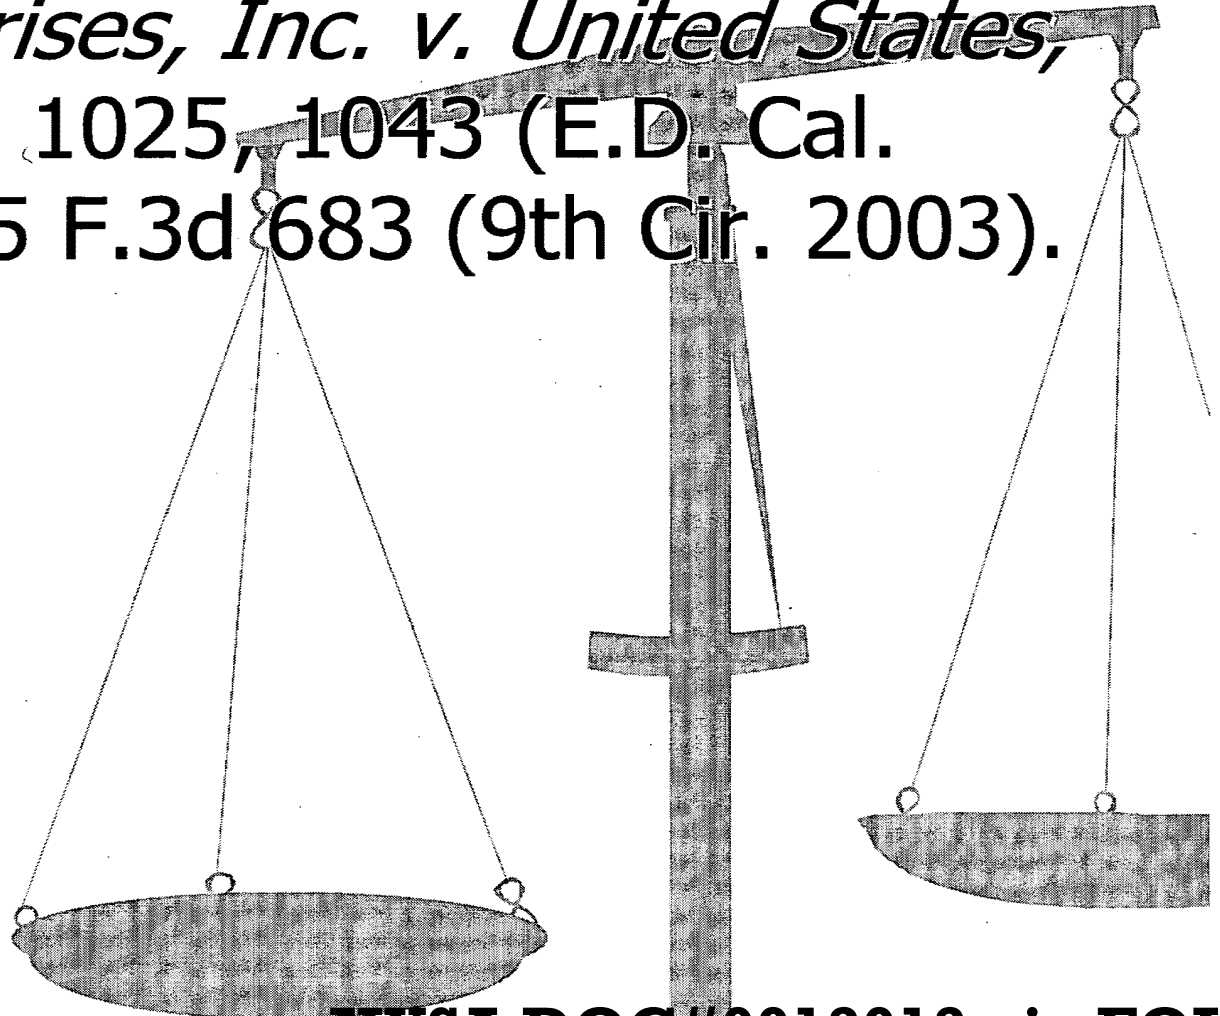 rises, Inc. v. United States,
1025, 1043 (E.D. Cal.
5 F.3d 683 (9th Cir. 2003).